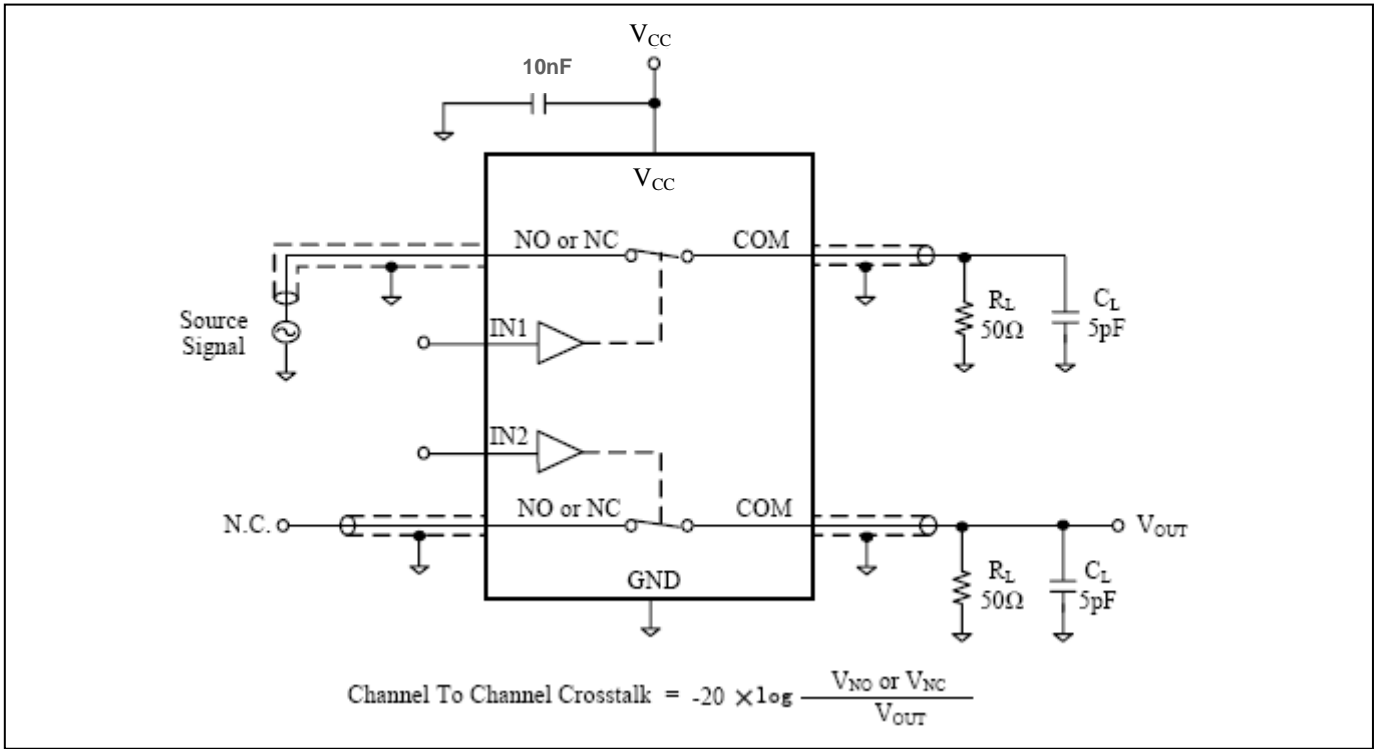 V_CC
10nF
V_CC
NO or NC
COM
Source
Signal
IN1
R_L
50Ω
C_L
5pF
IN2
N.C.
NO or NC
COM
V_OUT
GND
R_L
50Ω
C_L
5pF
Channel To Channel Crosstalk = -20 ×log V_NO or V_NC
V_OUT